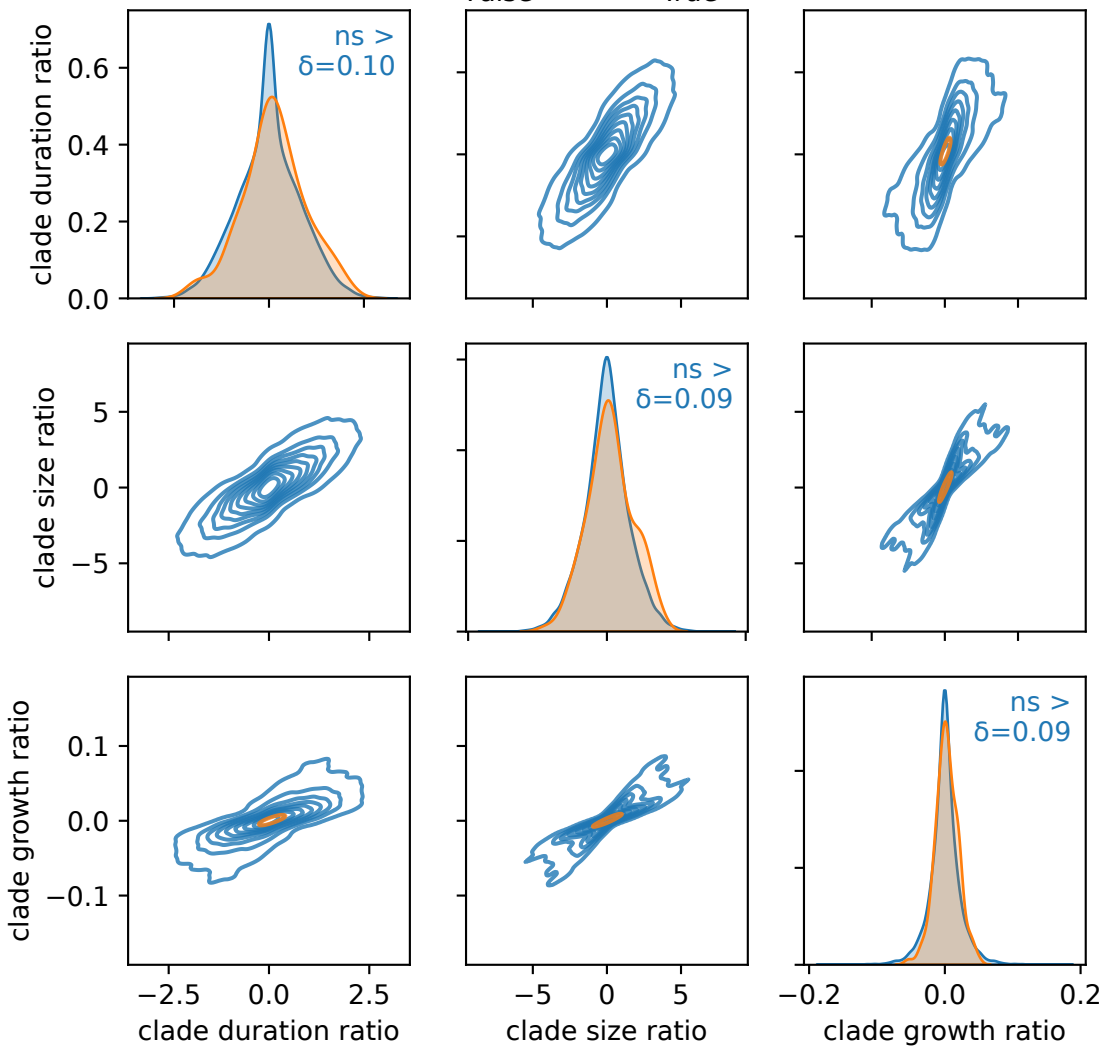 clade duration ratio
0.6
0.4
0.2
0.0
ns >
δ=0.10
clade size ratio
5
0
−5
ns >
δ=0.09
clade growth ratio
0.1
0.0
−0.1
ns >
δ=0.09
−2.5 0.0 2.5
−5 0 5
−0.2 0.0 0.2
clade duration ratio
clade size ratio
clade growth ratio